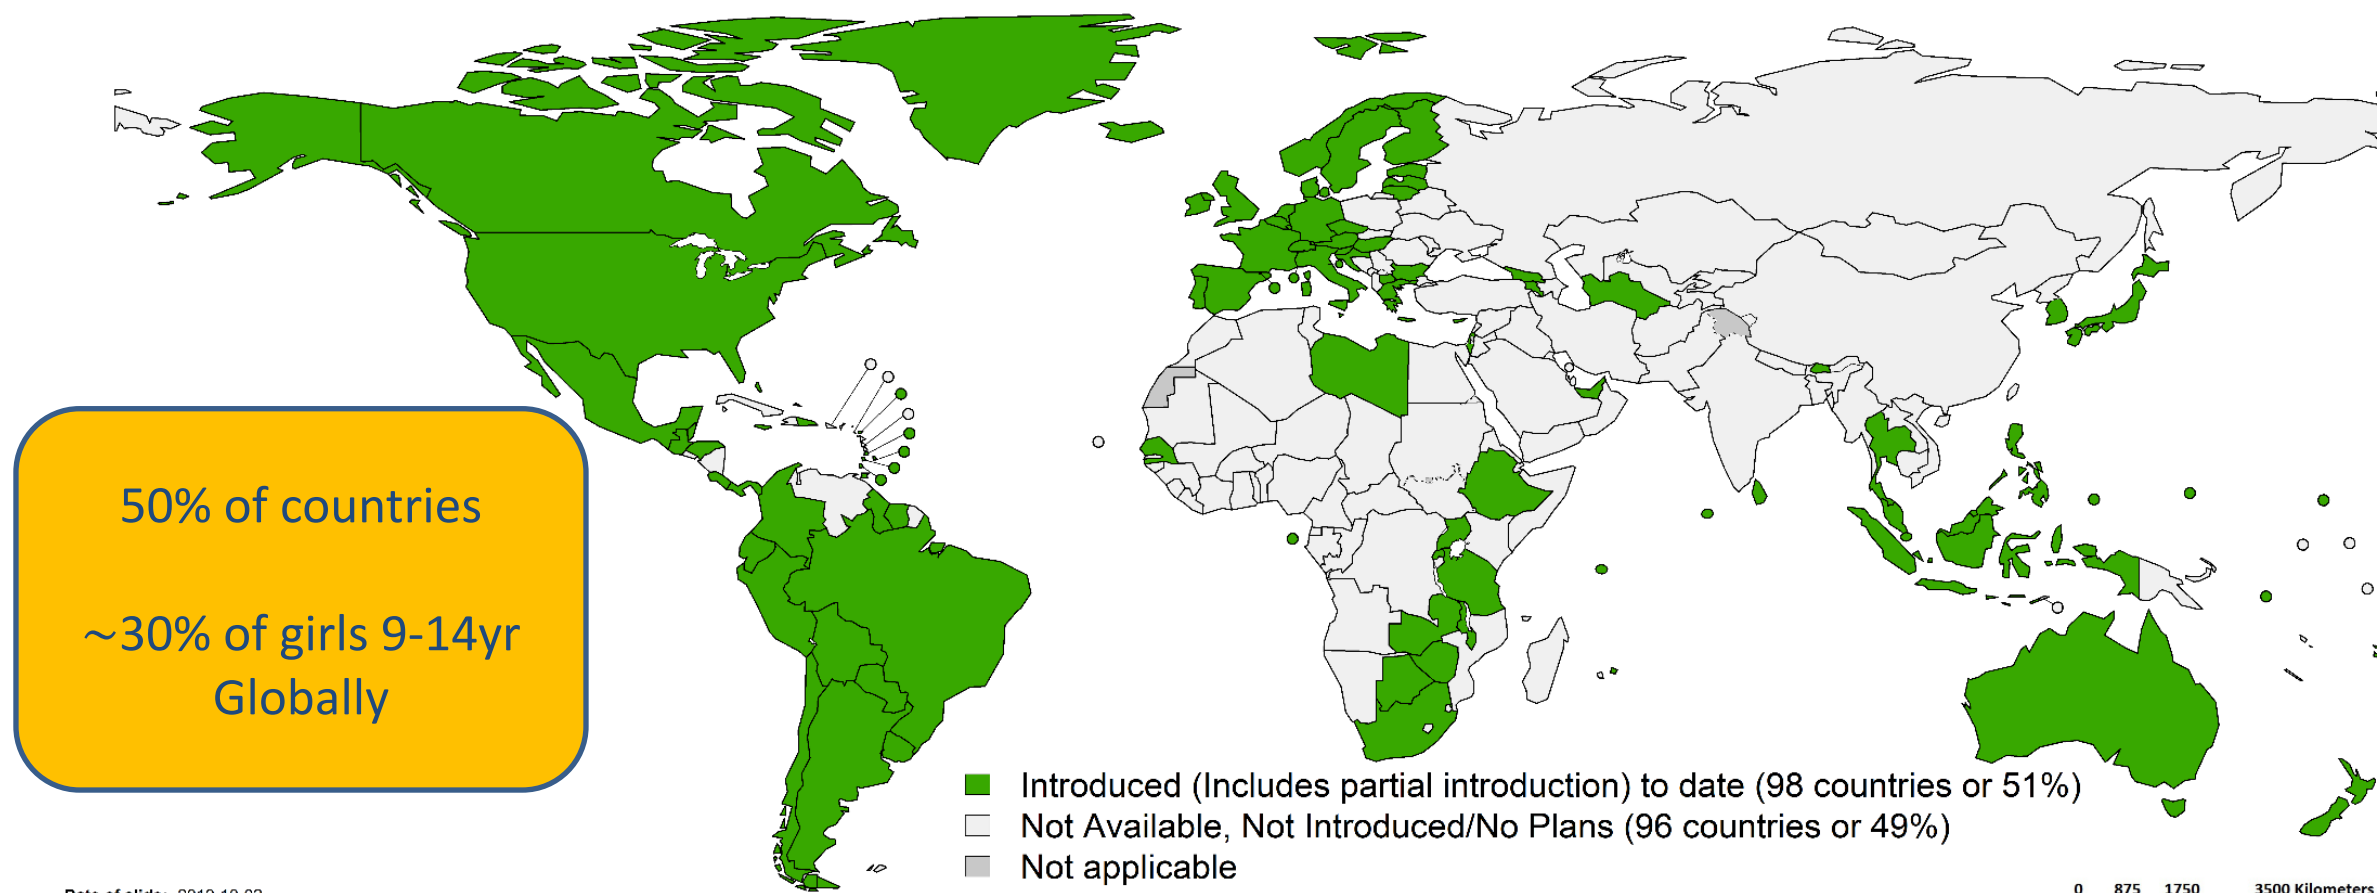 50% of countries
~30% of girls 9-14yr
Globally
Introduced (Includes partial introduction) to date (98 countries or 51%)
Not Available, Not Introduced/No Plans (96 countries or 49%)
Not applicable
0 875 1750 3500 Kilometers